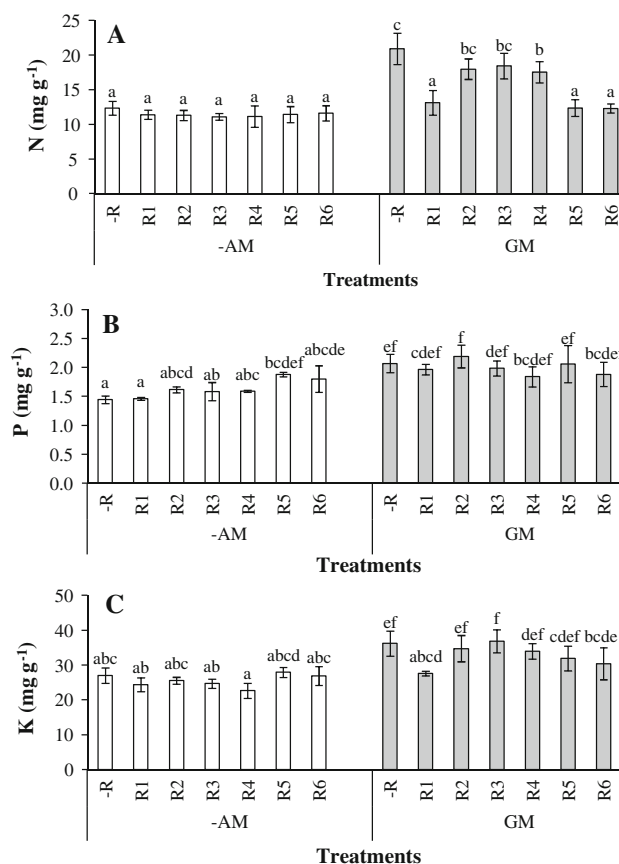 A
N (mg g-1)
25
20
15
10
5
0
a a a a a a a c a bc bc b a a
-R R1 R2 R3 R4 R5 R6 -R R1 R2 R3 R4 R5 R6
-AM GM
Treatments
B
P (mg g-1)
3.0
2.5
2.0
1.5
1.0
0.5
0.0
a a abcd ab abc bcdef abcde ef cdef f def bcdef ef bcdef
-R R1 R2 R3 R4 R5 R6 -R R1 R2 R3 R4 R5 R6
-AM GM
Treatments
C
K (mg g-1)
50
40
30
20
10
0
abc ab abc ab a abcd abc ef abcd ef f def cdef bcde
-R R1 R2 R3 R4 R5 R6 -R R1 R2 R3 R4 R5 R6
-AM GM
Treatments